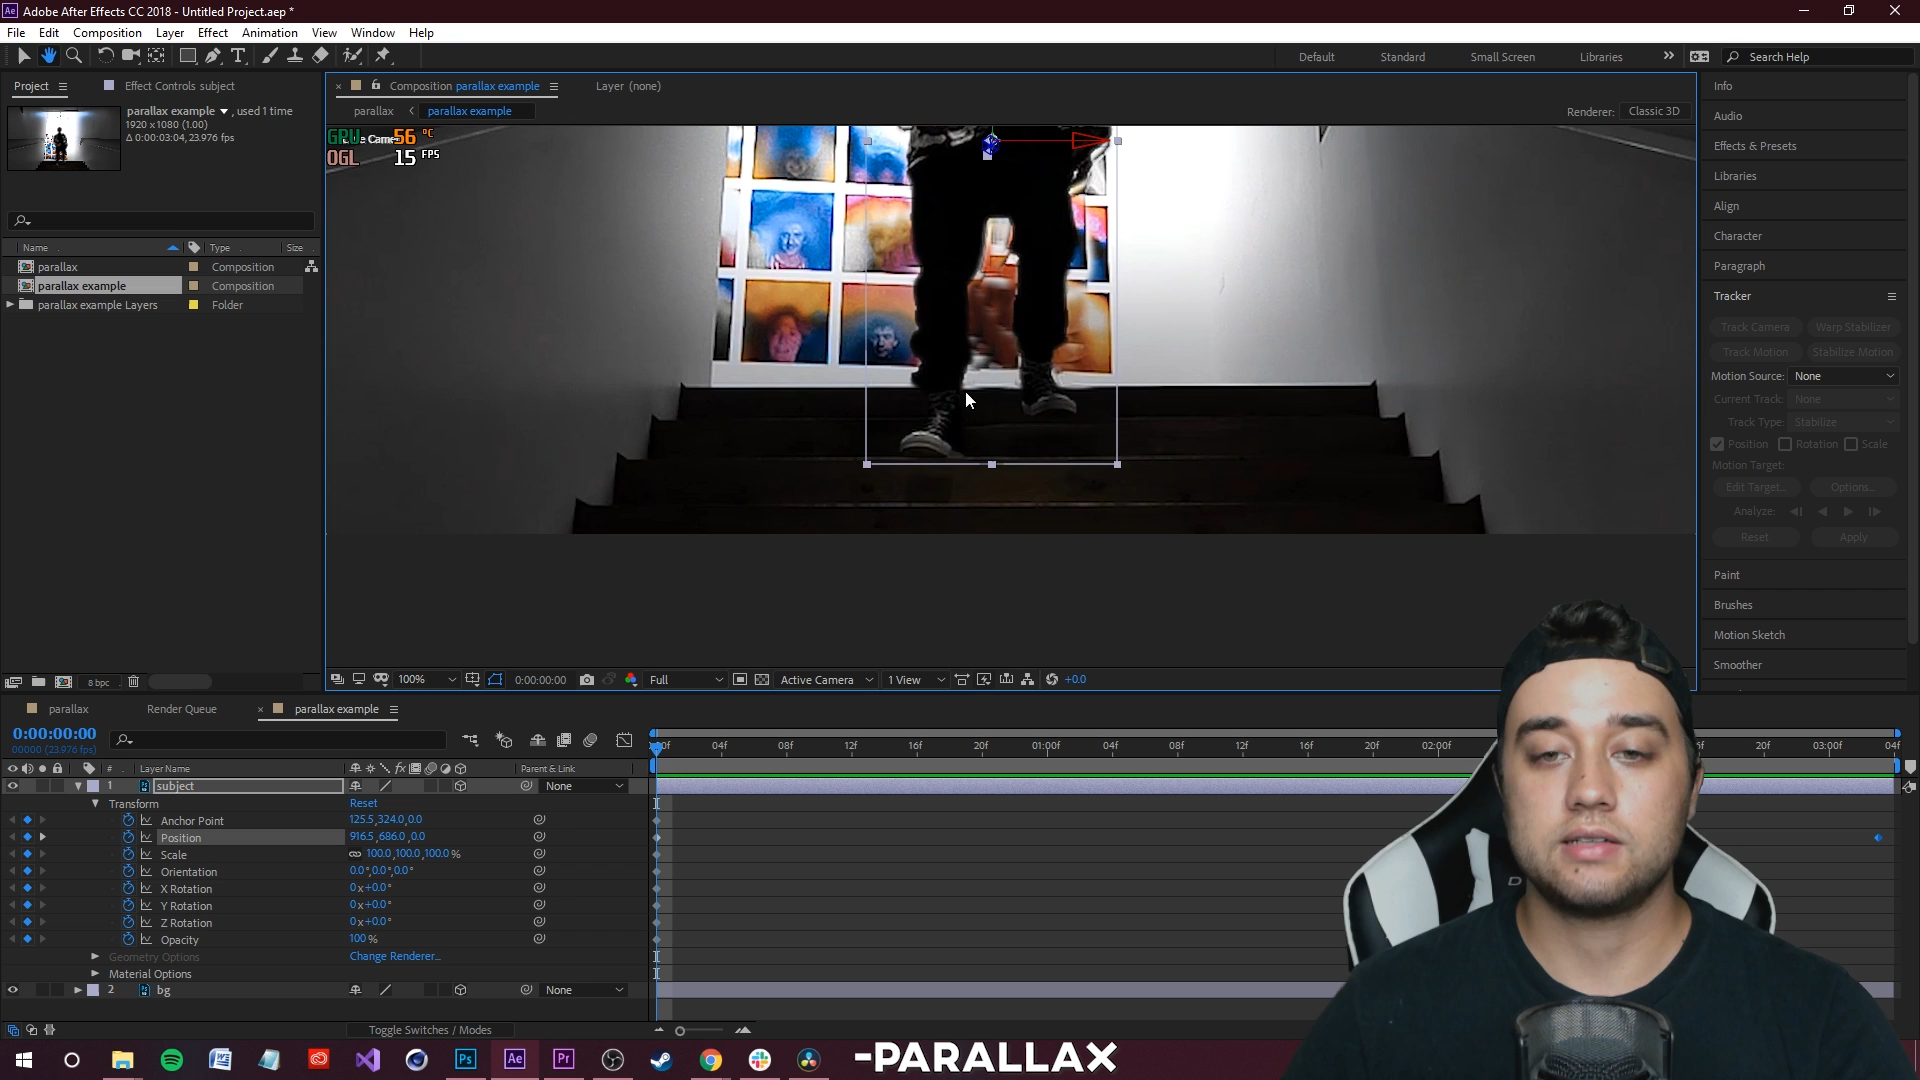 Adobe After Effects CC 2018 - Untitled Project.aep *
File Edit Composition Layer Effect Animation View Window Help
Default Standard Small Screen Libraries Search Help
Project Effect Controls subject
Composition parallax example Layer (none)
parallax example , used 1 time
1920 x1080 (1.00)
Δ 0:00:03:04, 23.976 fps
parallax parallax example
Renderer: Classic 3D
GPU 56 °C
OGL 15 FPS
Name Type Size
parallax Composition
parallax example Composition
parallax example Layers Folder
8 bpc
Info
Audio
Effects & Presets
Libraries
Align
Character
Paragraph
Tracker
Track Camera Warp Stabilizer
Track Motion Stabilize Motion
Motion Source: None
Current Track: None
Track Type: Stabilize
Position Rotation Scale
Motion Target:
Edit Target... Options...
Analyze:
Reset Apply
Paint
Brushes
Motion Sketch
Smoother
100% 0:00:00:00 Full Active Camera 1 View +0.0
parallax Render Queue parallax example
0:00:00:00
00000 (23.976 fps)
04f 08f 12f 16f 20f 01:00f 04f 08f 12f 16f 20f 02:00f 20f 03:00f 04f
# Layer Name Parent & Link
1 subject None
Transform Reset
Anchor Point 125.5,324.0,0.0
Position 916.5,686.0,0.0
Scale 100.0,100.0,100.0 %
Orientation 0.0°,0.0°,0.0°
X Rotation 0x+0.0°
Y Rotation 0x+0.0°
Z Rotation 0x+0.0°
Opacity 100 %
Geometry Options Change Renderer...
Material Options
2 bg None
Toggle Switches / Modes
-PARALLAX